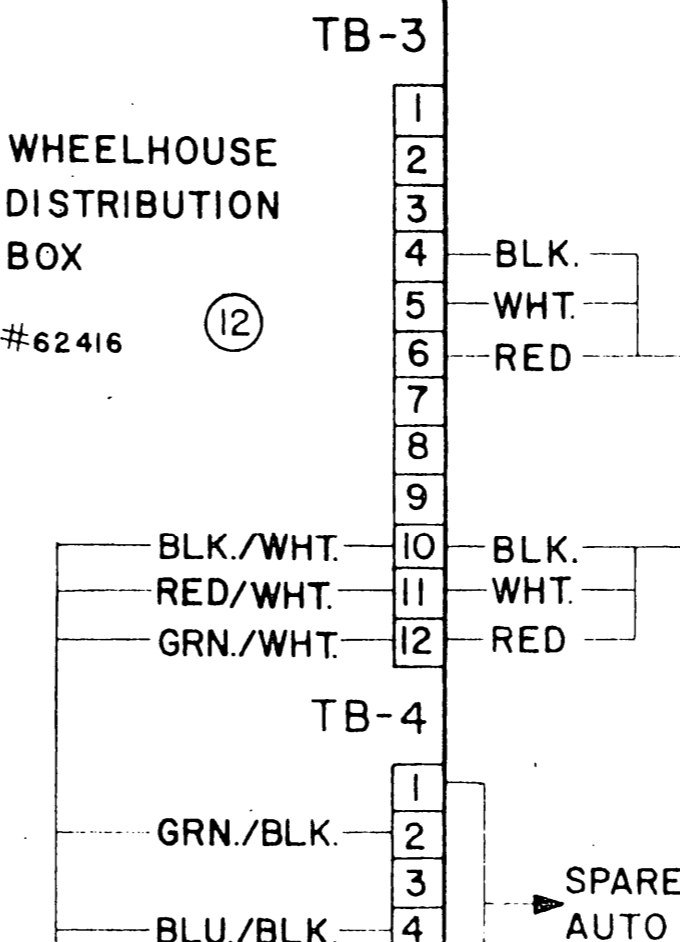 TB-3
WHEELHOUSE
DISTRIBUTION
BOX
#62416
12
1
2
3
4 BLK.
5 WHT.
6 RED
7
8
9
BLK./WHT. 10 BLK.
RED/WHT. 11 WHT.
GRN./WHT. 12 RED
TB-4
1
GRN./BLK. 2
3
SPARE
BLU./BLK. 4
AUTO